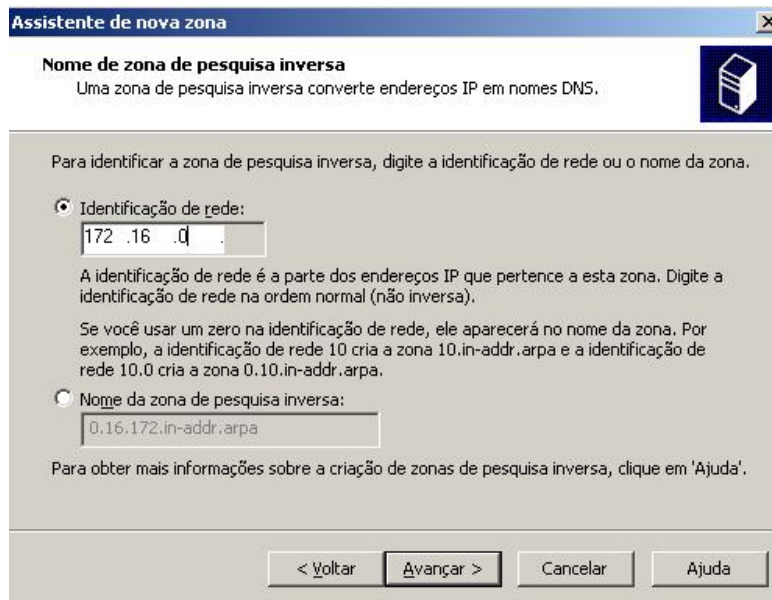 Assistente de nova zona
Nome de zona de pesquisa inversa
Uma zona de pesquisa inversa converte endereços IP em nomes DNS.
Para identificar a zona de pesquisa inversa, digite a identificação de rede ou o nome da zona.
Identificação de rede:
172 .16 .0 .
A identificação de rede é a parte dos endereços IP que pertence a esta zona. Digite a
identificação de rede na ordem normal (não inversa).
Se você usar um zero na identificação de rede, ele aparecerá no nome da zona. Por
exemplo, a identificação de rede 10 cria a zona 10.in-addr.arpa e a identificação de
rede 10.0 cria a zona 0.10.in-addr.arpa.
Nome da zona de pesquisa inversa:
0.16.172.in-addr.arpa
Para obter mais informações sobre a criação de zonas de pesquisa inversa, clique em 'Ajuda'.
< Voltar Avançar > Cancelar Ajuda